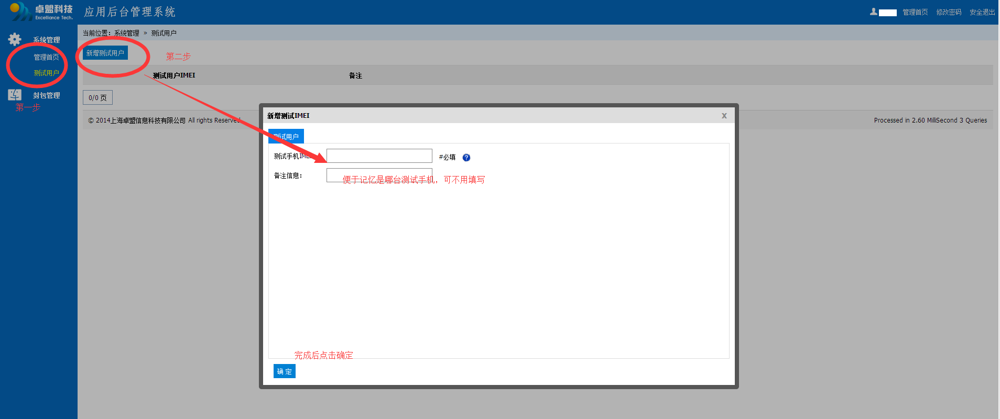 卓盟科技
Excelliance Tech.
应用后台管理系统
管理首页 修改密码 安全退出
系统管理
管理首页
测试用户
封包管理
第一步
当前位置：系统管理 » 测试用户
新增测试用户
第二步
测试用户IMEI 备注
0/0 页
© 2014上海卓盟信息科技有限公司 All rights Reserved
Processed in 2.60 MilliSecond 3 Queries
新增测试IMEI X
测试用户
测试手机IME
#必填 ?
备注信息：
便于记忆是哪台测试手机，可不用填写
完成后点击确定
确 定